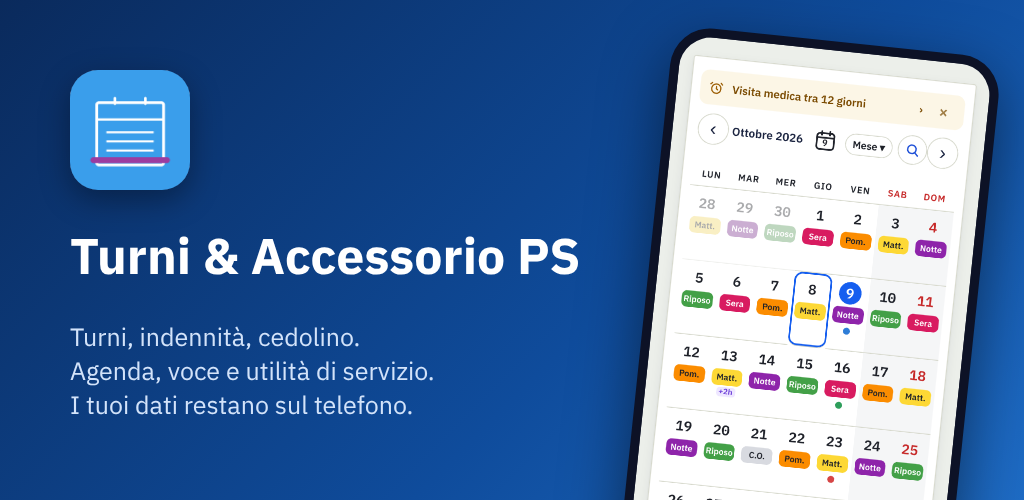 Turni & Accessorio PS
Turni, indennità, cedolino.
Agenda, voce e utilità di servizio.
I tuoi dati restano sul telefono.
Visita medica tra 12 giorni › ×
‹ Ottobre 2026 9 Mese ▾ ›
LUN MAR MER GIO VEN SAB DOM
28 29 30 1 2 3 4
Matt. Notte Riposo Sera Pom. Matt. Notte
5 6 7 8 9 10 11
Riposo Sera Pom. Matt. Notte Riposo Sera
12 13 14 15 16 17 18
Pom. Matt. Notte Riposo Sera Pom. Matt.
+2h
19 20 21 22 23 24 25
Notte Riposo C.O. Pom. Matt. Notte Riposo
26